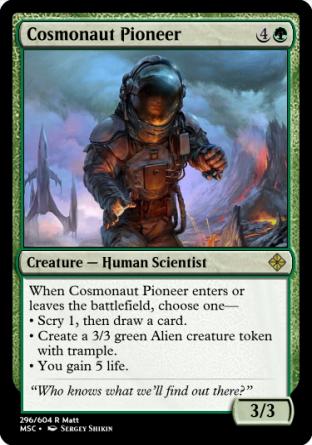 Cosmonaut Pioneer 4
Creature — Human Scientist
When Cosmonaut Pioneer enters or
leaves the battlefield, choose one—
• Scry 1, then draw a card.
• Create a 3/3 green Alien creature token
with trample.
• You gain 5 life.
“Who knows what we’ll find out there?”
3/3
296/604 R Matt
MSC • Sergey Shikin